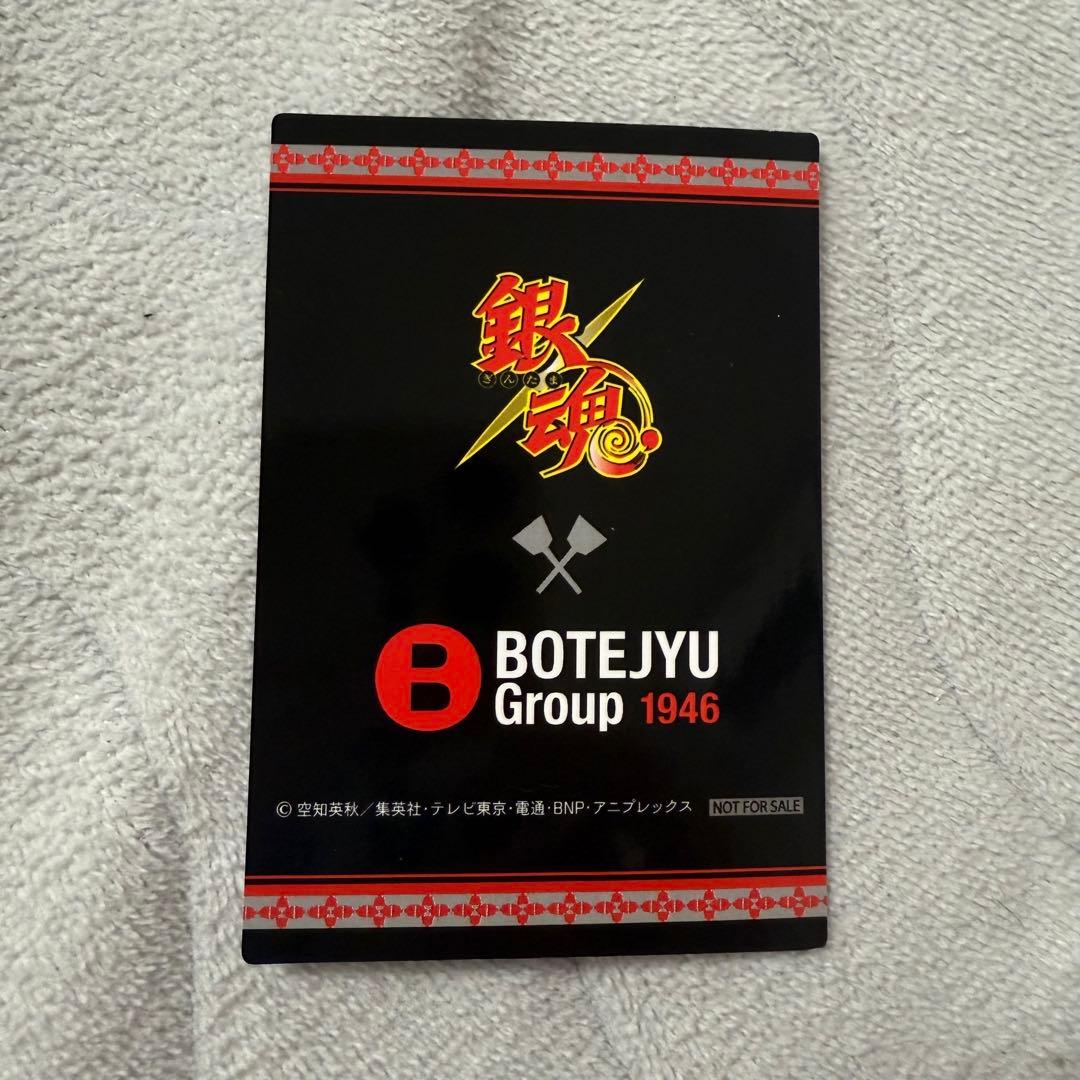 銀
ぎんたま
魂
B BOTEJYU
Group 1946
© 空知英秋／集英社・テレビ東京・電通・BNP・アニプレックス NOT FOR SALE